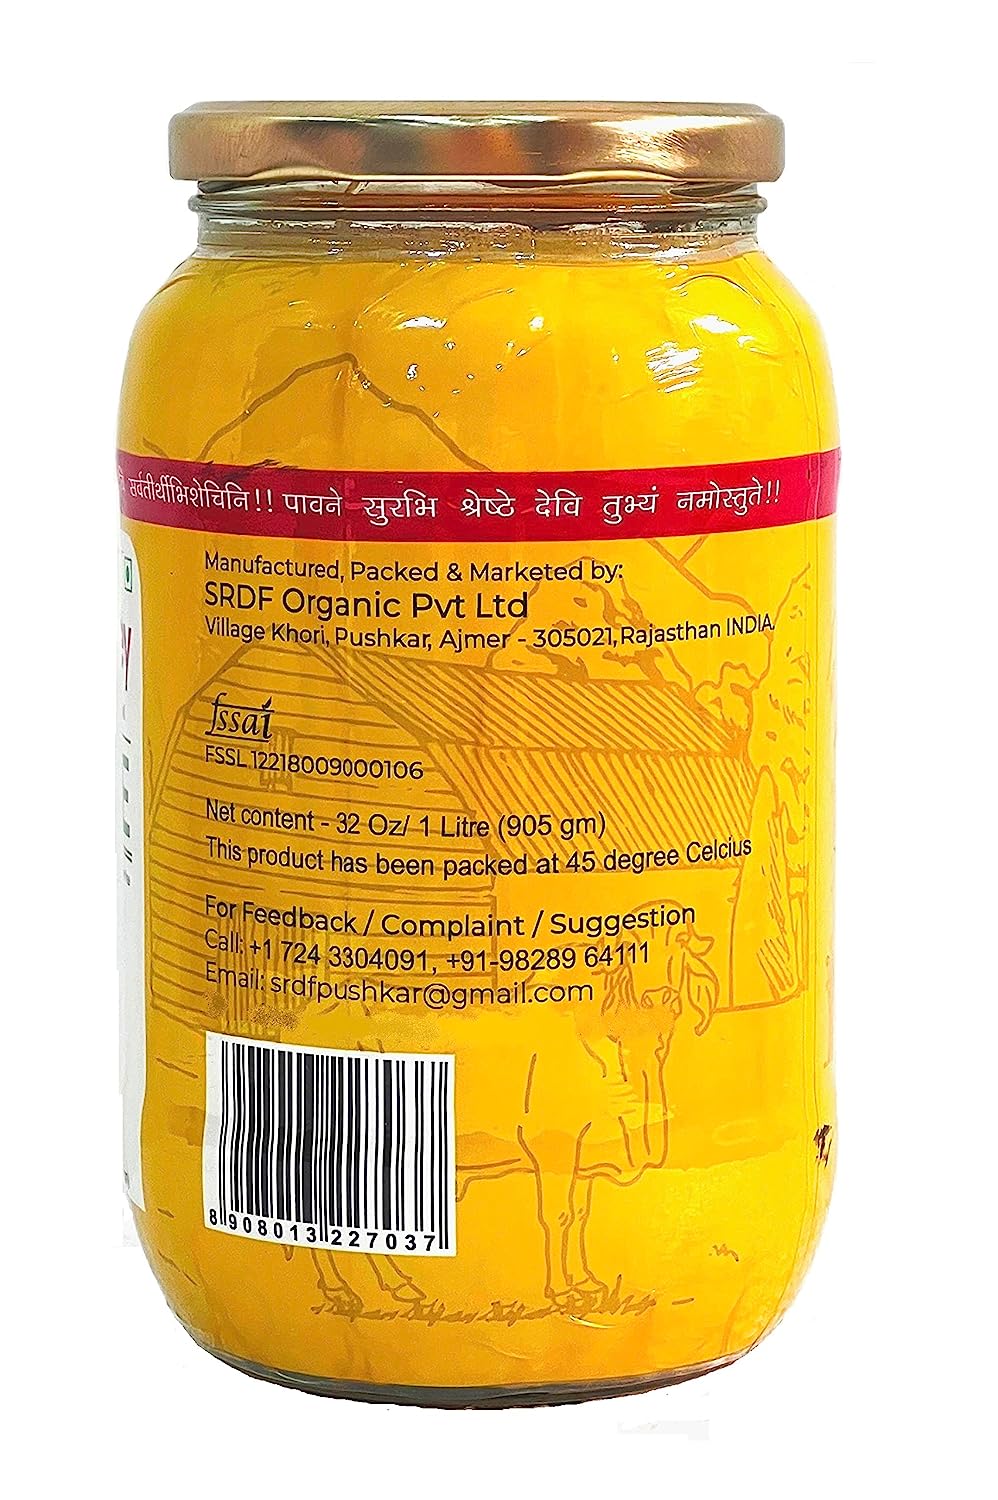 सर्वतीर्थीभिशेचिनि!! पावने सुरभि श्रेष्टे देवि तुभ्यं नमोस्तुते!!
Manufactured, Packed & Marketed by:
SRDF Organic Pvt Ltd
Village Khori, Pushkar, Ajmer - 305021, Rajasthan INDIA.
fssai
FSSL 12218009000106
Net content - 32 Oz/ 1 Litre (905 gm)
This product has been packed at 45 degree Celcius
For Feedback / Complaint / Suggestion
Call: +1 724 3304091, +91-98289 64111
Email: srdfpushkar@gmail.com
8 908013 227037